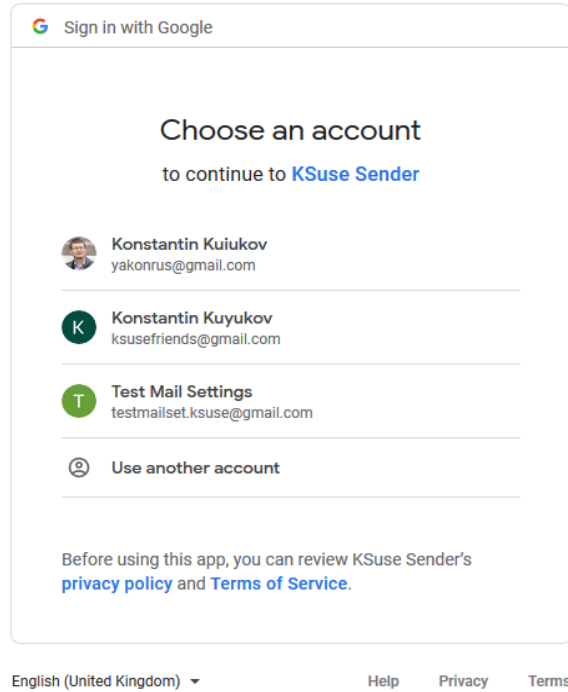 Sign in with Google
Choose an account
to continue to KSuse Sender
Konstantin Kuiukov
yakonrus@gmail.com
K
Konstantin Kuyukov
ksusefriends@gmail.com
T
Test Mail Settings
testmailset.ksuse@gmail.com
Use another account
Before using this app, you can review KSuse Sender's
privacy policy and Terms of Service.
English (United Kingdom)
Help
Privacy
Terms